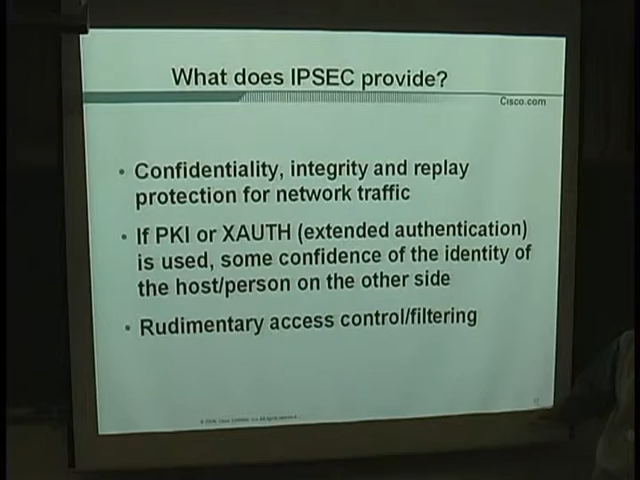 What does IPSEC provide?
Cisco.com
• Confidentiality, integrity and replay
protection for network traffic
• If PKI or XAUTH (extended authentication)
is used, some confidence of the identity of
the host/person on the other side
• Rudimentary access control/filtering